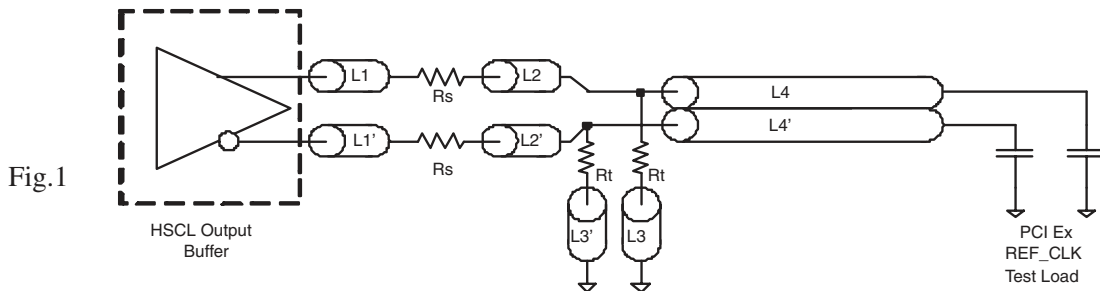 L1
L2
L4
Rs
L1'
L2'
L4'
Rs
Rt
Rt
L3'
L3
Fig.1
HSCL Output
Buffer
PCI Ex
REF_CLK
Test Load